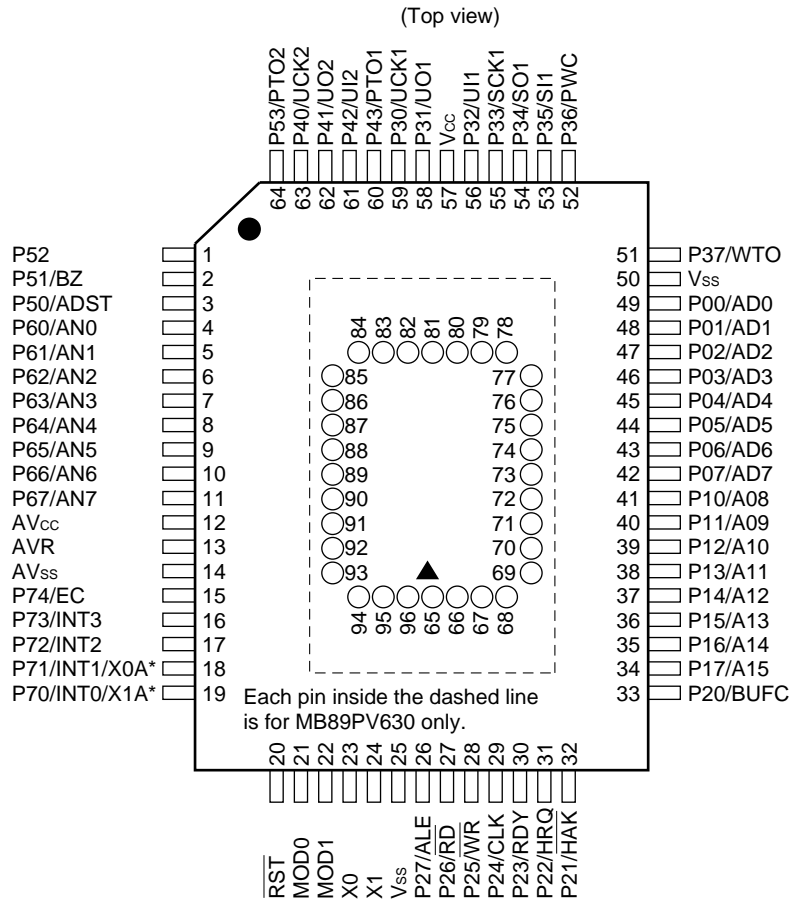 (Top view)
P53/PTO2
P40/UCK2
P41/UO2
P42/UI2
P43/PTO1
P30/UCK1
P31/UO1
Vcc
P32/UI1
P33/SCK1
P34/SO1
P35/SI1
P36/PWC
64 63 62 61 60 59 58 57 56 55 54 53 52
P52 1
P51/BZ 2
P50/ADST 3
P60/AN0 4
P61/AN1 5
P62/AN2 6
P63/AN3 7
P64/AN4 8
P65/AN5 9
P66/AN6 10
P67/AN7 11
AVcc 12
AVR 13
AVss 14
P74/EC 15
P73/INT3 16
P72/INT2 17
P71/INT1/X0A* 18
P70/INT0/X1A* 19
84 83 82 81 80 79 78
85 77
86 76
87 75
88 74
89 73
90 72
91 71
92 70
93 69
94 95 96 65 66 67 68
51 P37/WTO
50 Vss
49 P00/AD0
48 P01/AD1
47 P02/AD2
46 P03/AD3
45 P04/AD4
44 P05/AD5
43 P06/AD6
42 P07/AD7
41 P10/A08
40 P11/A09
39 P12/A10
38 P13/A11
37 P14/A12
36 P15/A13
35 P16/A14
34 P17/A15
33 P20/BUFC
Each pin inside the dashed line
is for MB89PV630 only.
20 21 22 23 24 25 26 27 28 29 30 31 32
RST
MOD0
MOD1
X0
X1
Vss
P27/ALE
P26/RD
P25/WR
P24/CLK
P23/RDY
P22/HRQ
P21/HAK